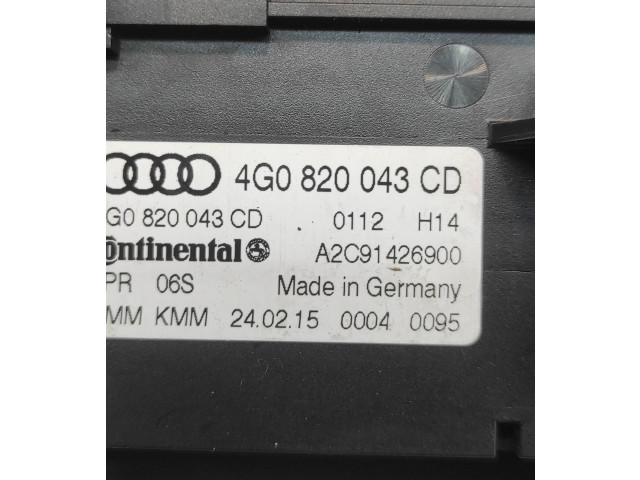 4G0 820 043 CD
G0 820 043 CD . 0112 H14
ontinental A2C91426900
PR 06S Made in Germany
MM KMM 24.02.15 0004 0095